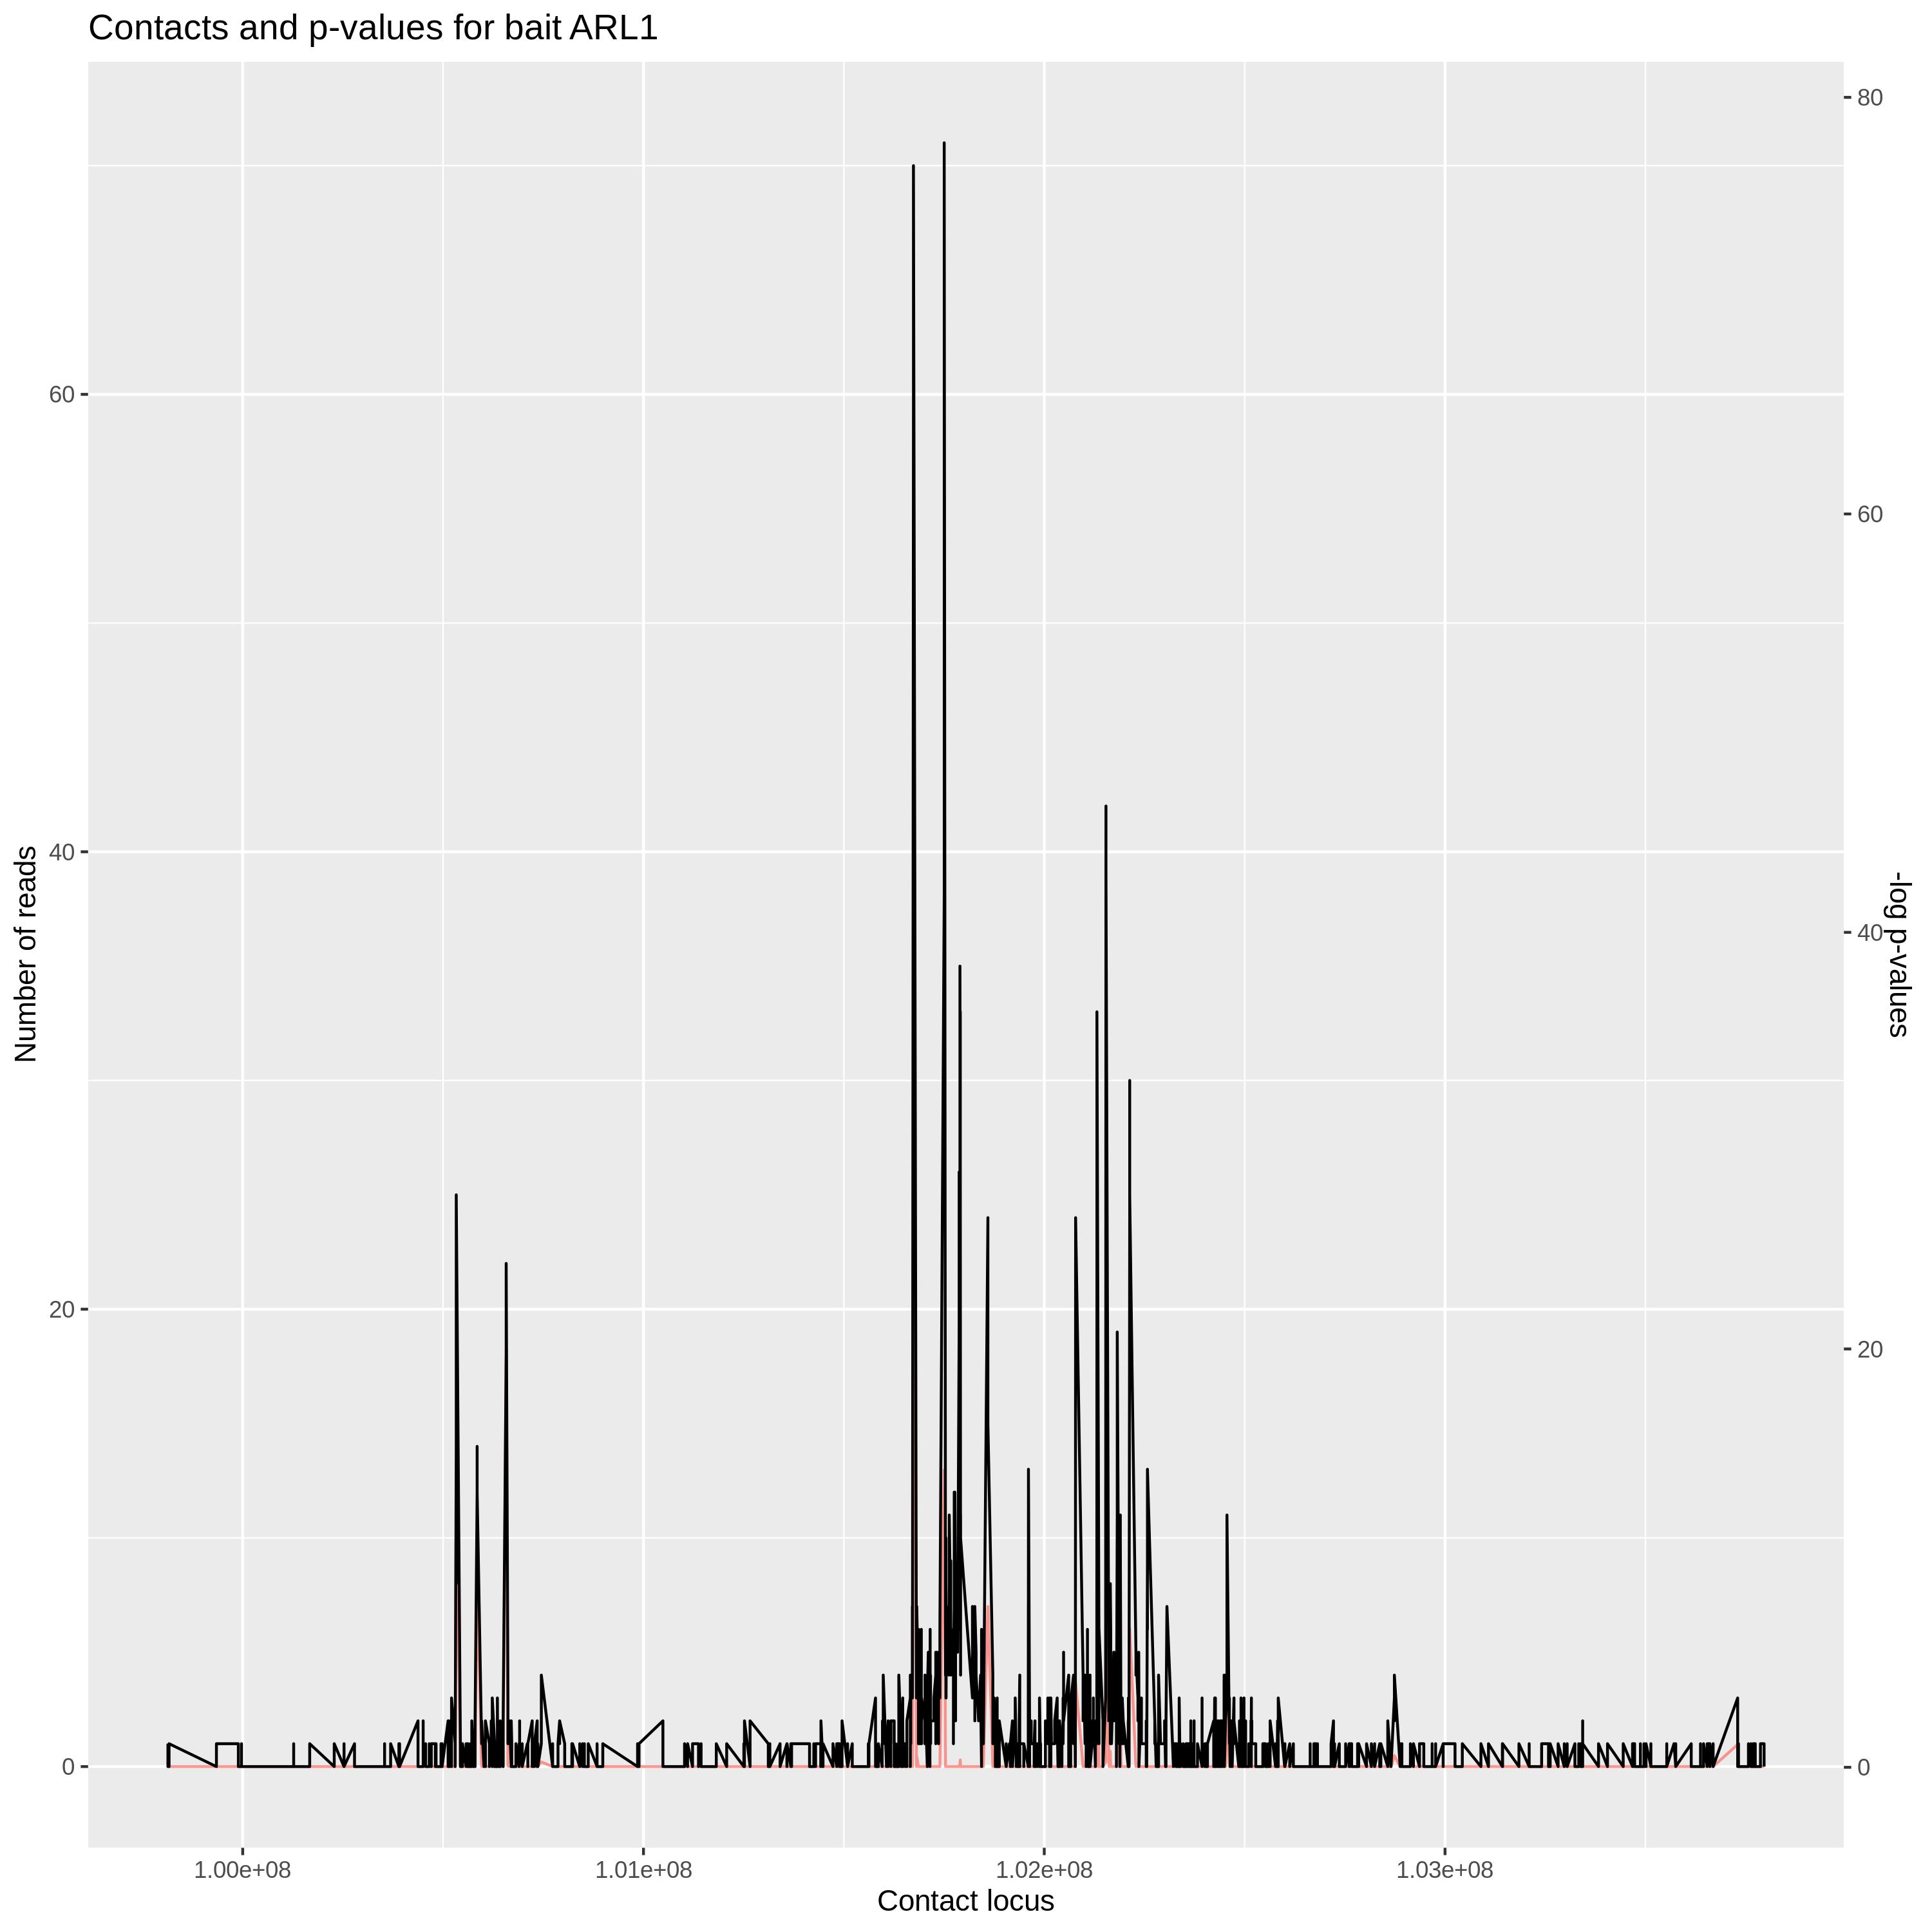 Contacts and p-values for bait ARL1
80
60
60
40
40
20
20
0
0
Number of reads
-log p-values
1.00e+08
1.01e+08
1.02e+08
1.03e+08
Contact locus